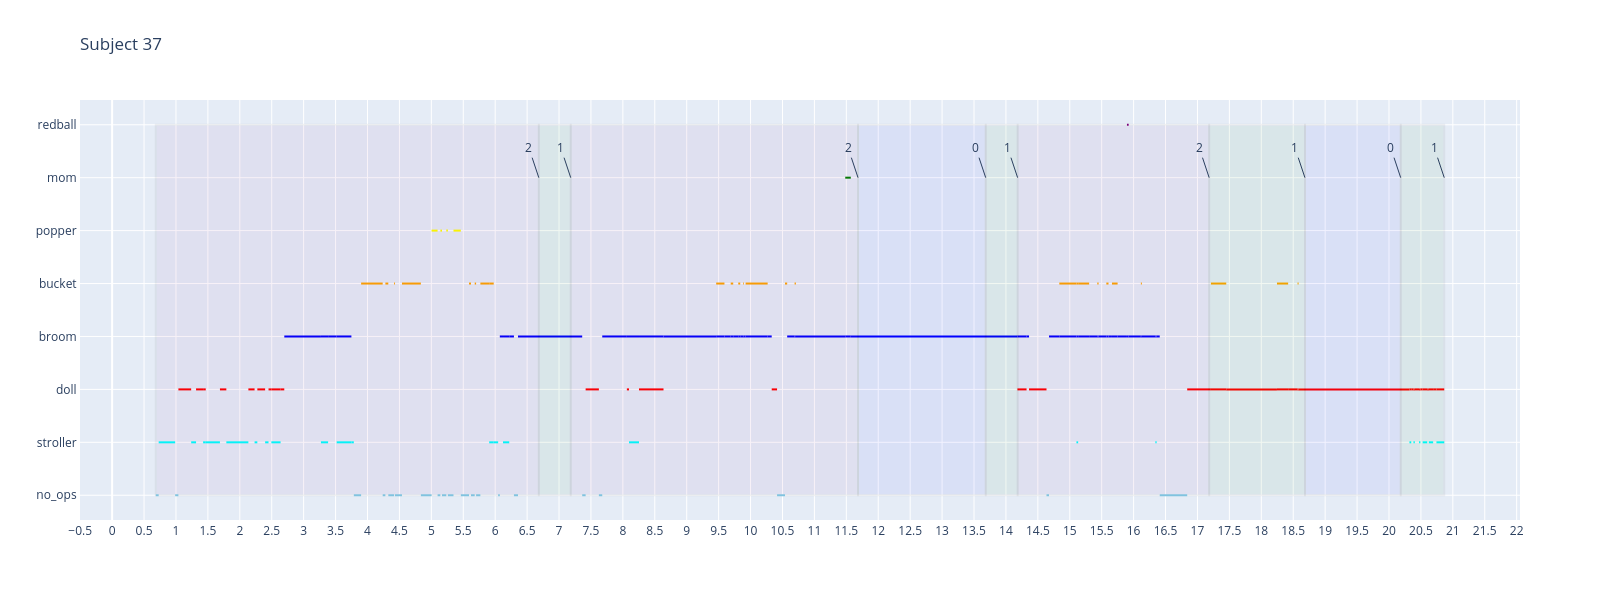 Subject 37
redball
2 1 2 0 1 2 1 0 1
mom
popper
bucket
broom
doll
stroller
no_ops
−0.5 0 0.5 1 1.5 2 2.5 3 3.5 4 4.5 5 5.5 6 6.5 7 7.5 8 8.5 9 9.5 10 10.5 11 11.5 12 12.5 13 13.5 14 14.5 15 15.5 16 16.5 17 17.5 18 18.5 19 19.5 20 20.5 21 21.5 22